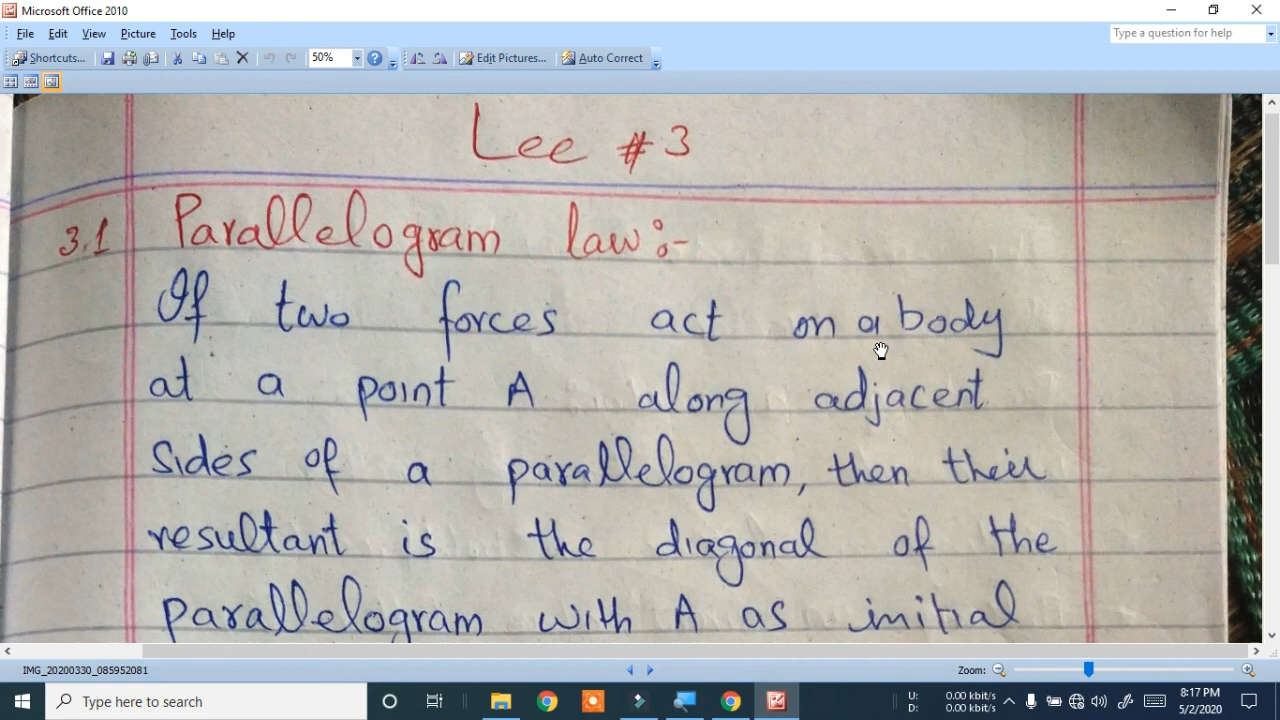 Microsoft Office 2010
File Edit View Picture Tools Help
Type a question for help
Shortcuts... 50% Edit Pictures... Auto Correct
Lec # 3
3.1 Parallelogram law:-
If two forces act on a body
at a point A along adjacent
Sides of a parallelogram, then their
resultant is the diagonal of the
parallelogram with A as initial
IMG_20200330_085952081
Zoom:
Type here to search
U: 0.00 kbit/s
D: 0.00 kbit/s
8:17 PM
5/2/2020